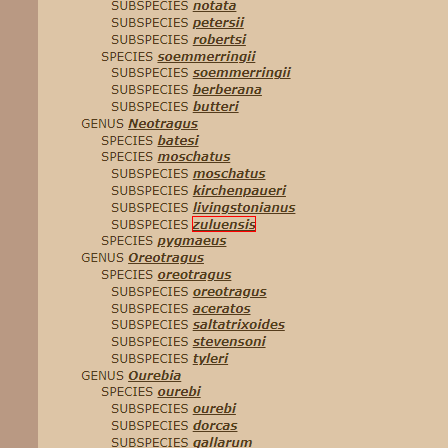 SUBSPECIES notata
SUBSPECIES petersii
SUBSPECIES robertsi
SPECIES soemmerringii
SUBSPECIES soemmerringii
SUBSPECIES berberana
SUBSPECIES butteri
GENUS Neotragus
SPECIES batesi
SPECIES moschatus
SUBSPECIES moschatus
SUBSPECIES kirchenpaueri
SUBSPECIES livingstonianus
SUBSPECIES zuluensis
SPECIES pygmaeus
GENUS Oreotragus
SPECIES oreotragus
SUBSPECIES oreotragus
SUBSPECIES aceratos
SUBSPECIES saltatrixoides
SUBSPECIES stevensoni
SUBSPECIES tyleri
GENUS Ourebia
SPECIES ourebi
SUBSPECIES ourebi
SUBSPECIES dorcas
SUBSPECIES gallarum